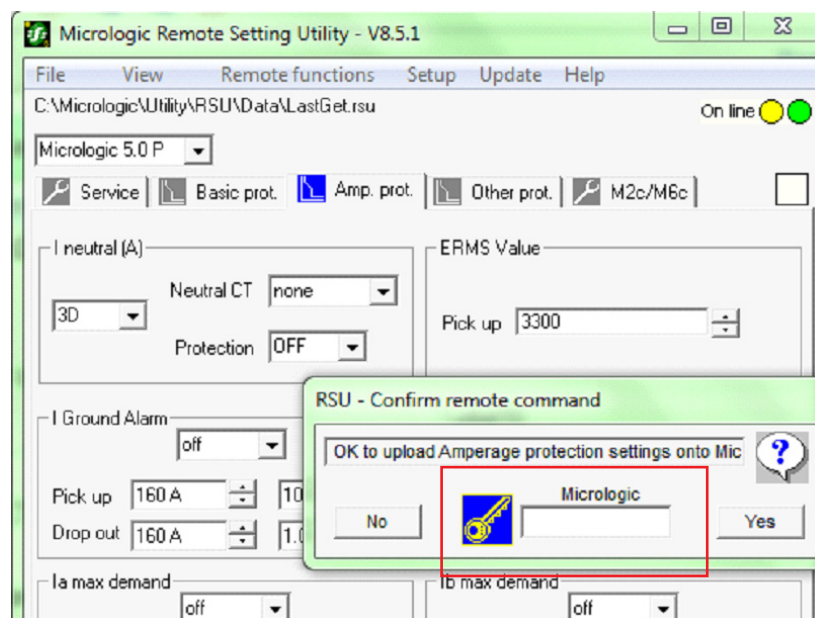 Micrologic Remote Setting Utility - V8.5.1
File View Remote functions Setup Update Help
C:\Micrologic\Utility\RSU\Data\LastGet.rsu
On line
Micrologic 5.0 P
Service Basic prot. Amp. prot. Other prot. M2c/M6c
I neutral (A)
3D
Neutral CT none
Protection OFF
ERMS Value
Pick up 3300
I Ground Alarm
off
Pick up 160 A 10
Drop out 160 A 1.0
RSU - Confirm remote command
OK to upload Amperage protection settings onto Mic
?
No
Micrologic
Yes
Ia max demand
off
Ib max demand
off